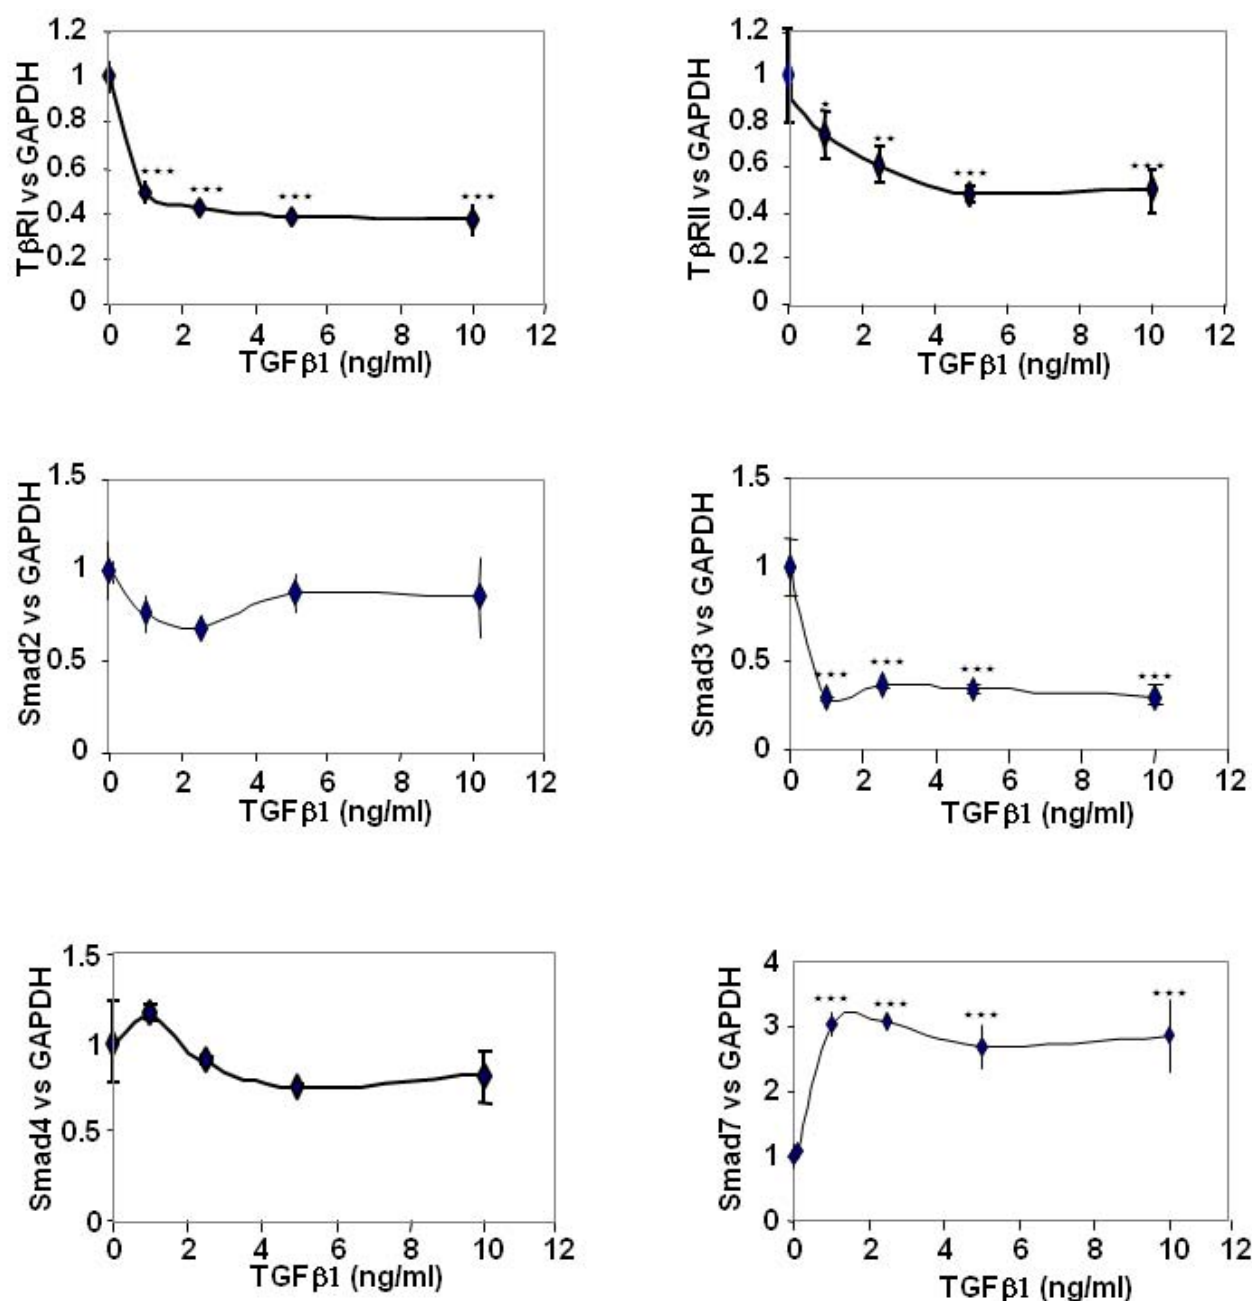 TβRI vs GAPDH
1.2
1
0.8
0.6
0.4
0.2
0
***
***
***
***
0 2 4 6 8 10 12
TGFβ1 (ng/ml)
TβRII vs GAPDH
1.2
1
0.8
0.6
0.4
0.2
0
*
**
***
***
0 2 4 6 8 10 12
TGFβ1 (ng/ml)
Smad2 vs GAPDH
1.5
1
0.5
0
0 2 4 6 8 10 12
TGFβ1 (ng/ml)
Smad3 vs GAPDH
1.5
1
0.5
0
***
***
***
***
0 2 4 6 8 10 12
TGFβ1 (ng/ml)
Smad4 vs GAPDH
1.5
1
0.5
0
0 2 4 6 8 10 12
TGFβ1 (ng/ml)
Smad7 vs GAPDH
4
3
2
1
0
***
***
***
***
0 2 4 6 8 10 12
TGFβ1 (ng/ml)